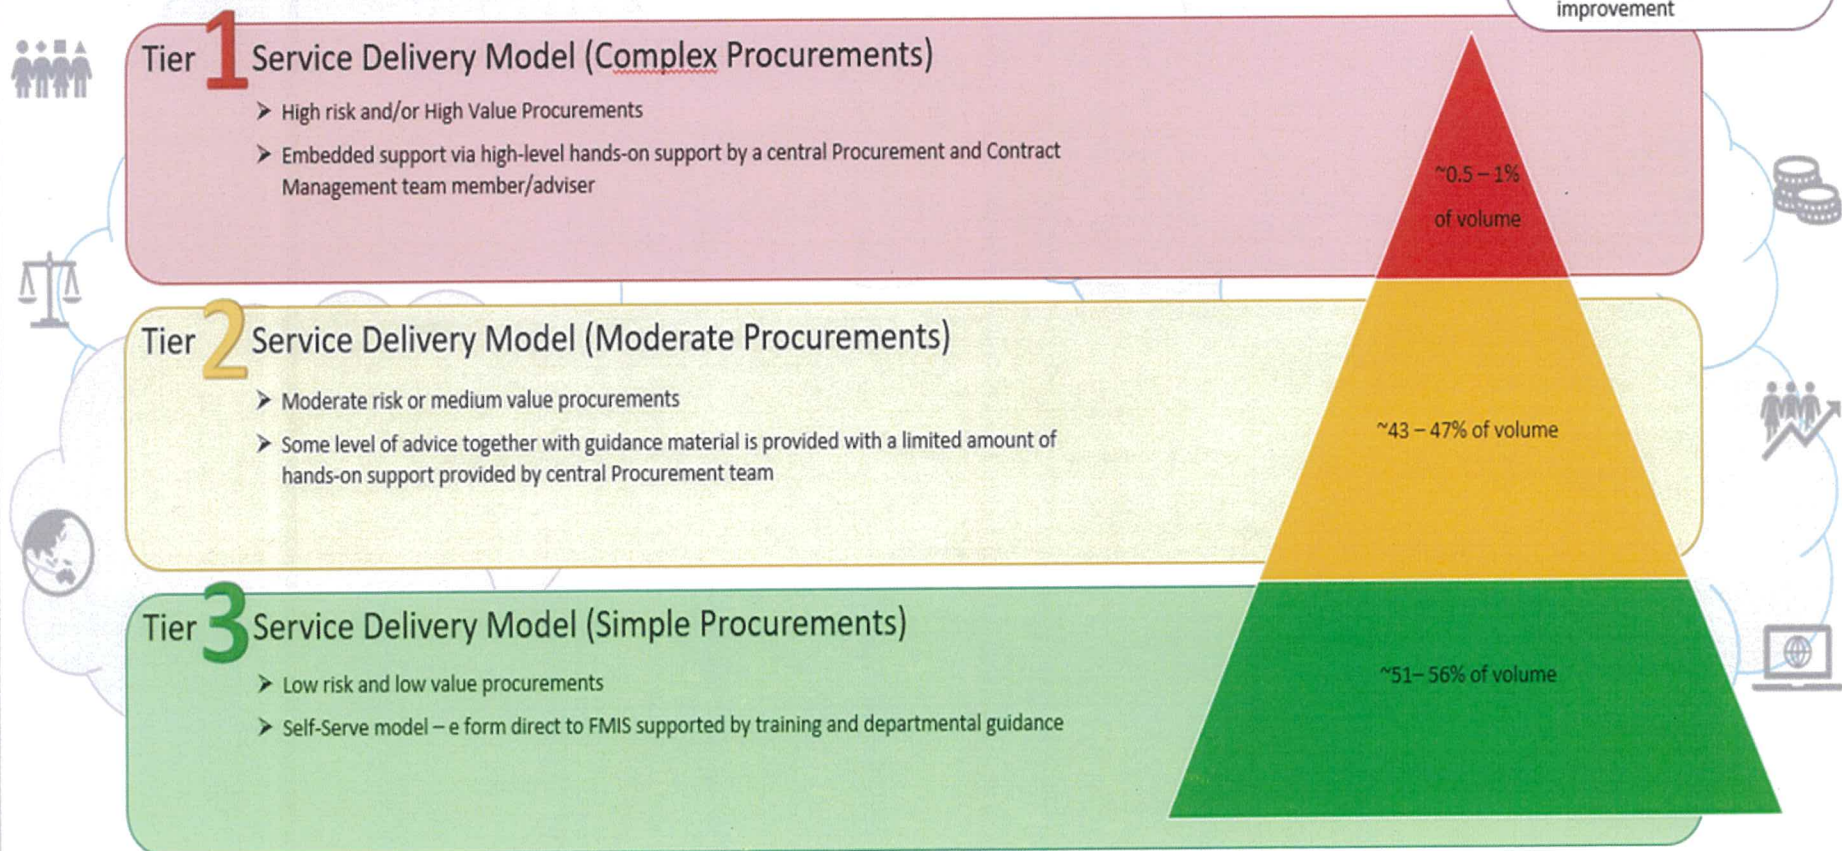 improvement
Tier 1 Service Delivery Model (Complex Procurements)
➤ High risk and/or High Value Procurements
➤ Embedded support via high-level hands-on support by a central Procurement and Contract
Management team member/adviser
~0.5 – 1%
of volume
Tier 2 Service Delivery Model (Moderate Procurements)
➤ Moderate risk or medium value procurements
➤ Some level of advice together with guidance material is provided with a limited amount of
hands-on support provided by central Procurement team
~43 – 47% of volume
Tier 3 Service Delivery Model (Simple Procurements)
➤ Low risk and low value procurements
➤ Self-Serve model – e form direct to FMIS supported by training and departmental guidance
~51– 56% of volume